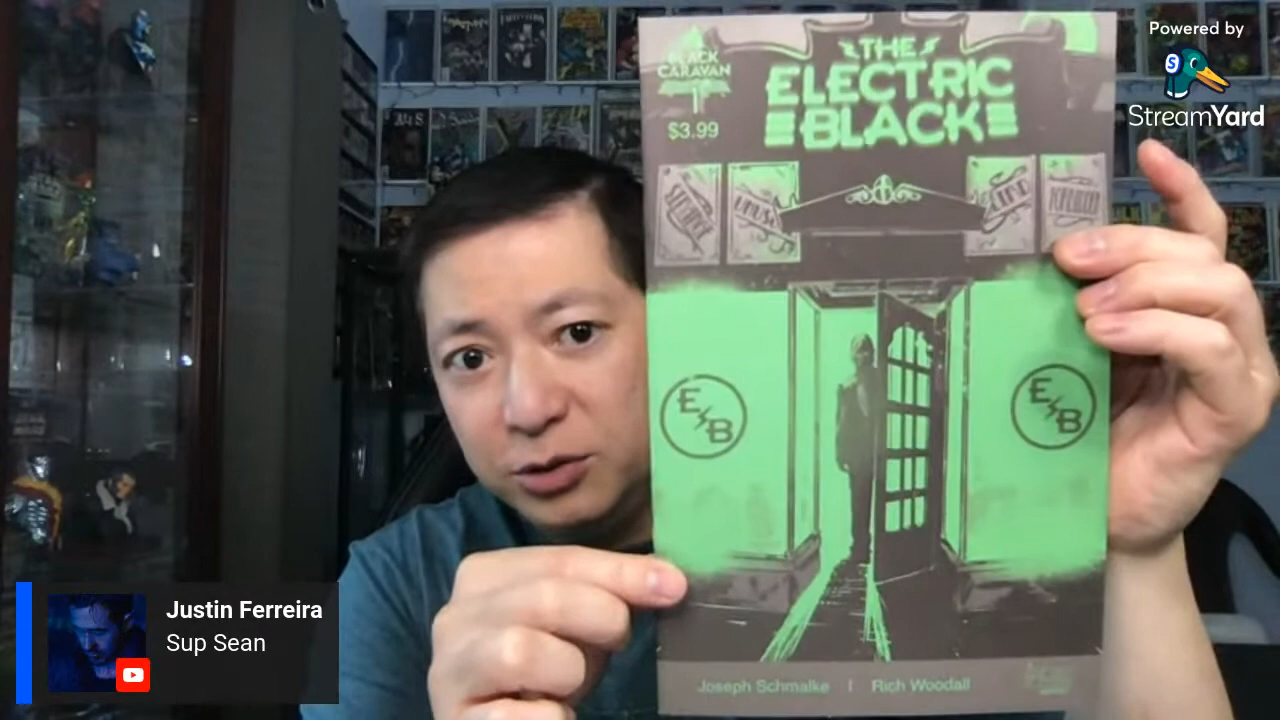 Powered by
StreamYard
BLACK
CARAVAN
$3.99
THE
ELECTRIC
BLACK
E
B
E
B
Joseph Schmalke | Rich Woodall
Justin Ferreira
Sup Sean